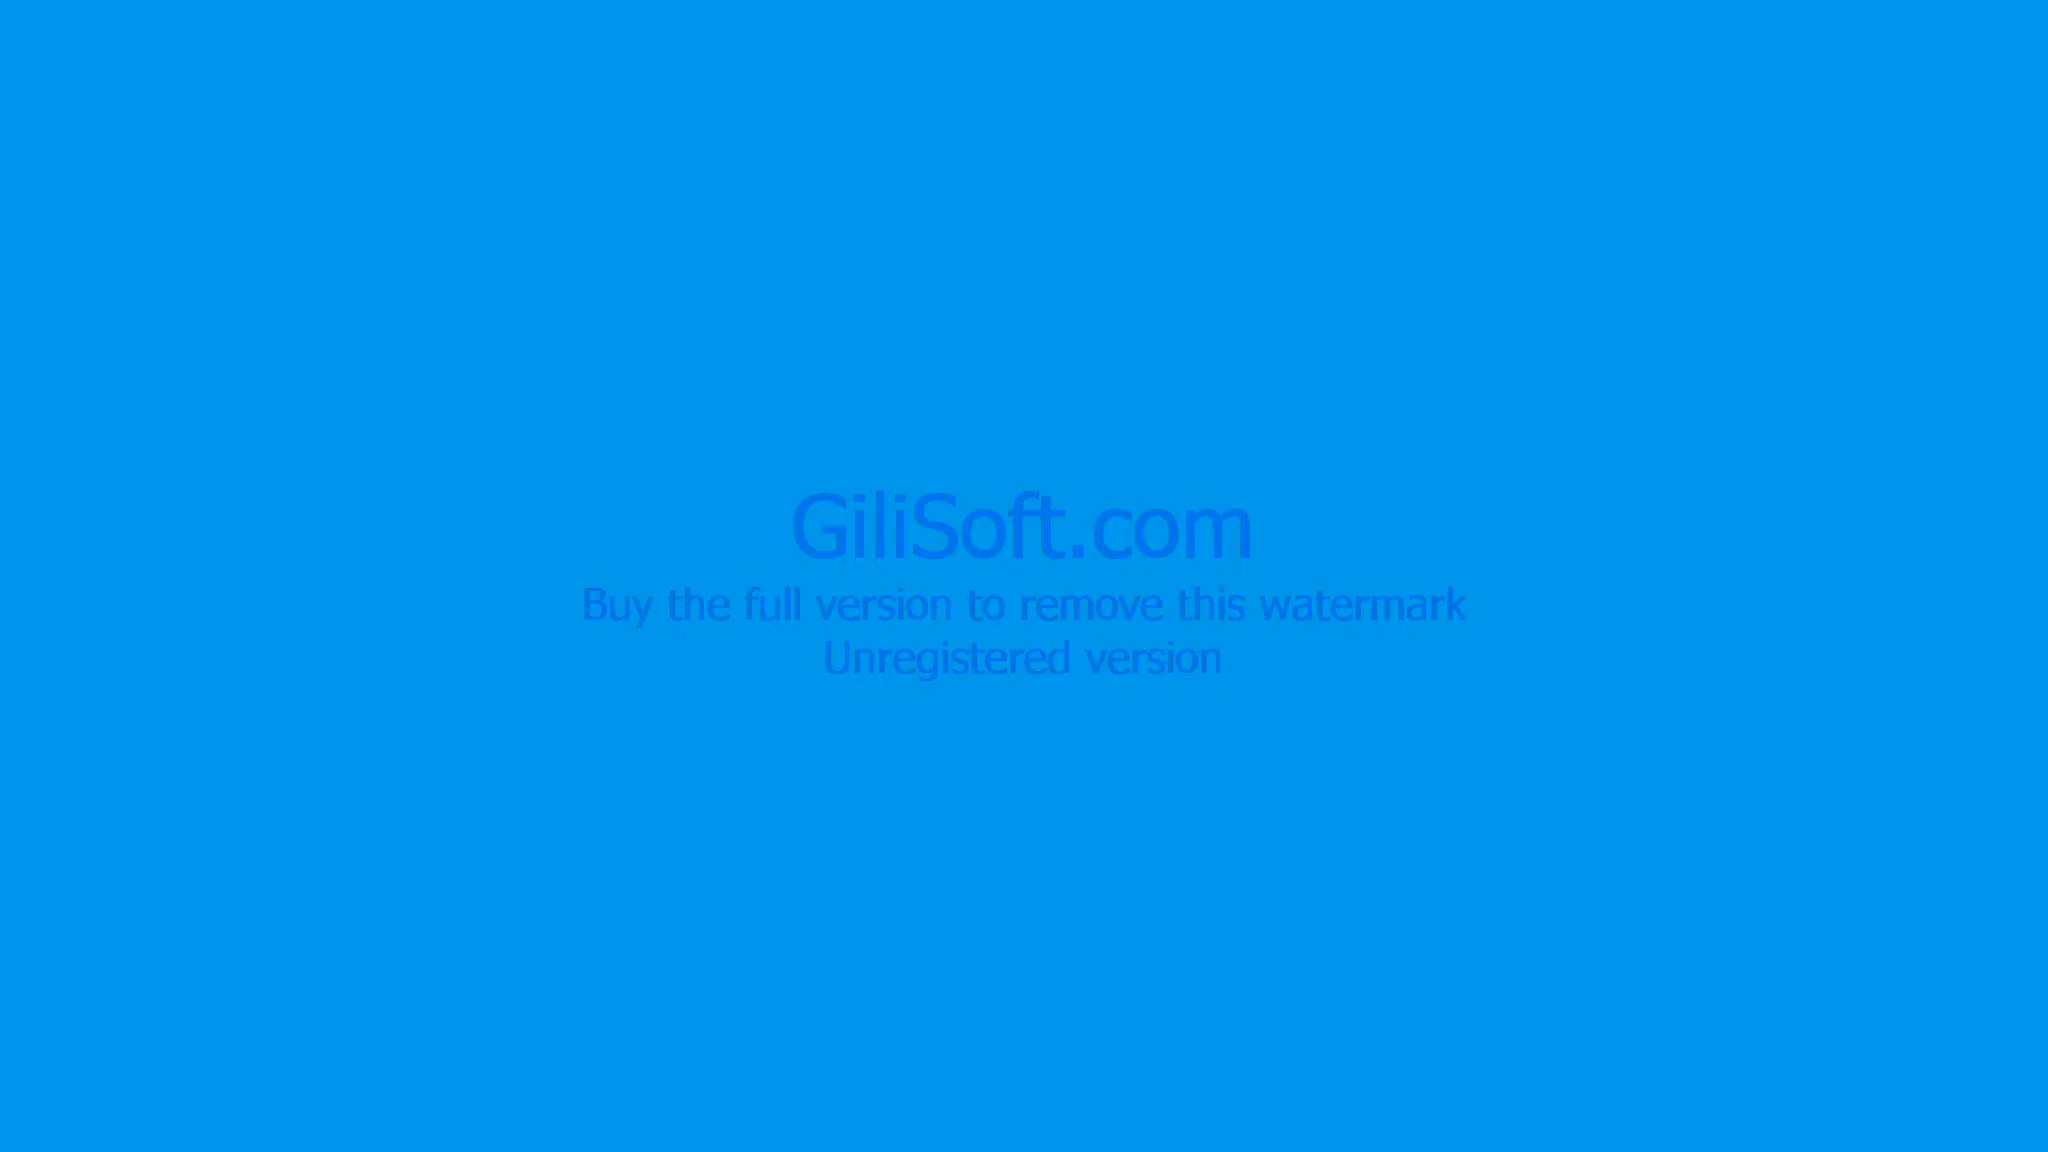 GiliSoft.com
Buy the full version to remove this watermark
Unregistered version